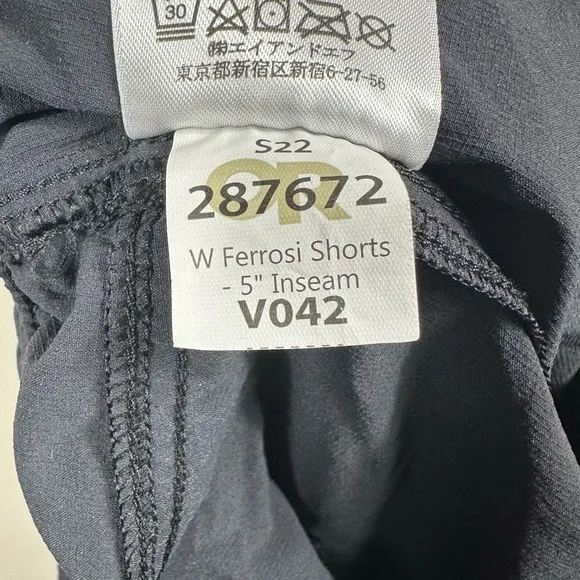 30
(株)エイアンドエフ
東京都新宿区新宿6-27-56
S22
OR
287672
W Ferrosi Shorts
- 5" Inseam
V042